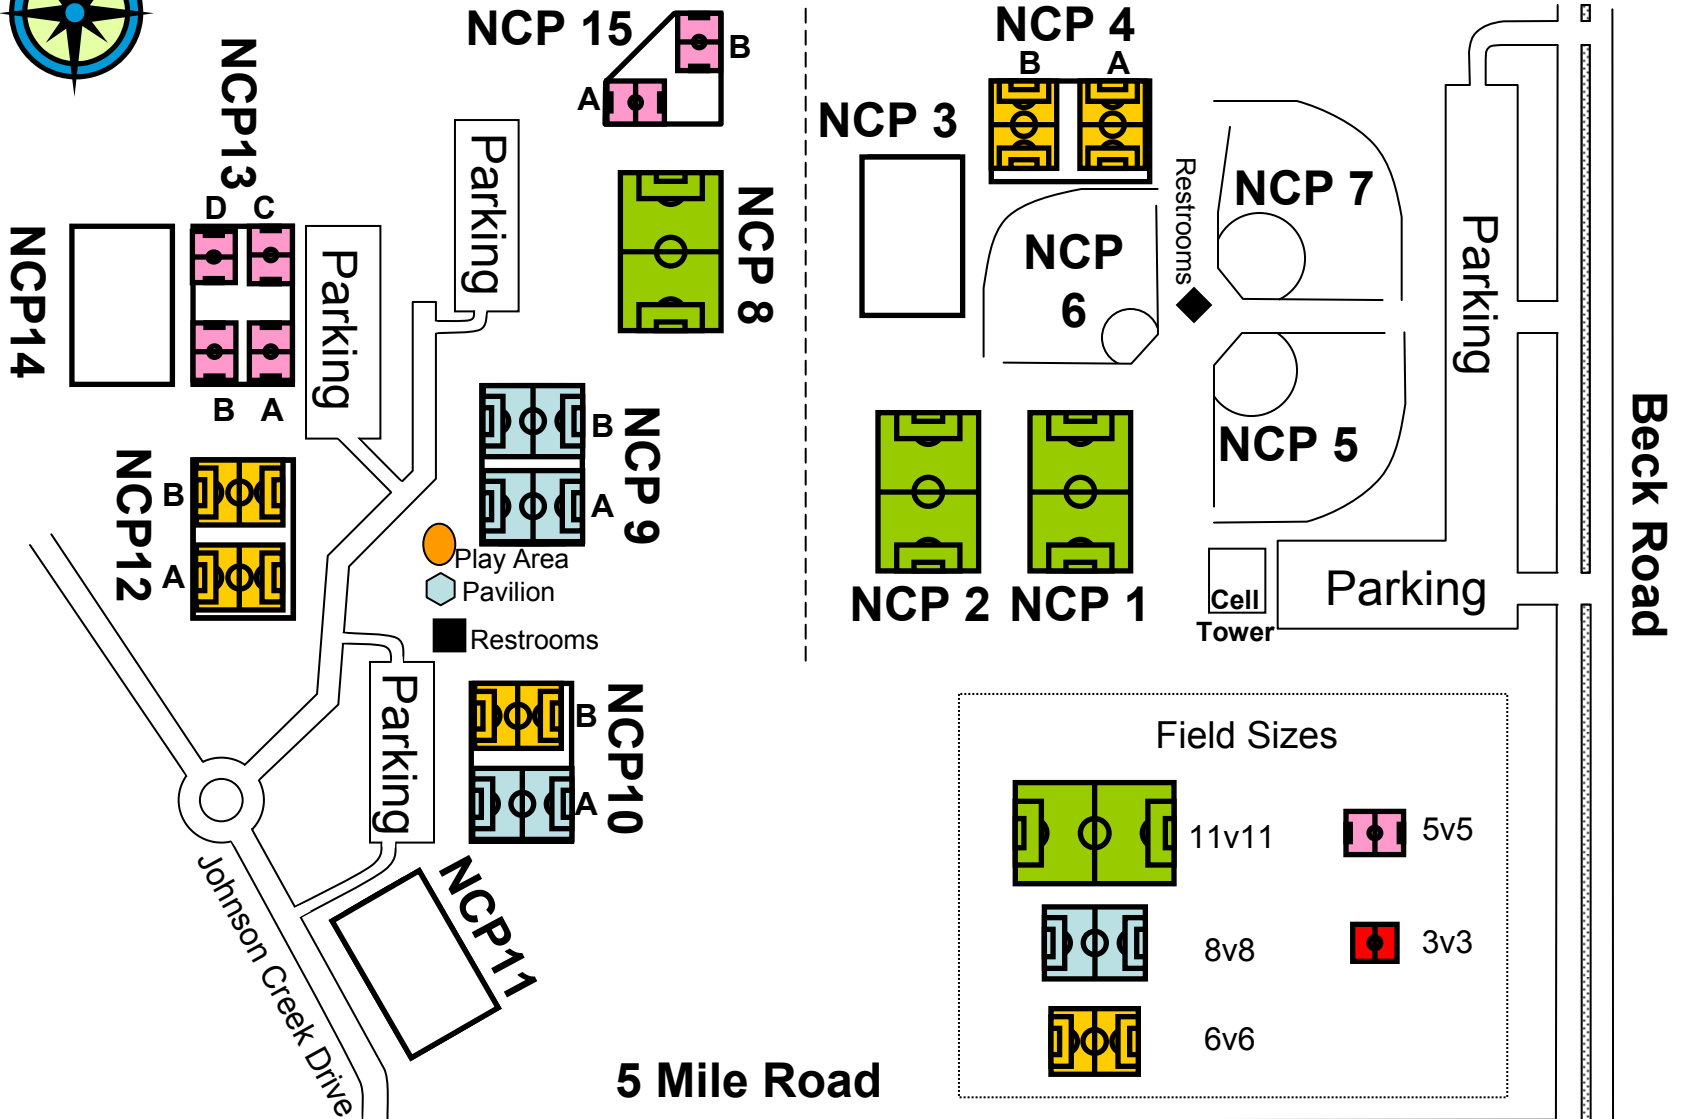 NCP 15
B
A
NCP 4
B
A
NCP13
D
C
B
A
Parking
NCP 3
Restrooms
NCP 7
Parking
NCP14
Parking
NCP 8
NCP
6
NCP 5
Beck Road
B
A
NCP 9
NCP12
B
A
Play Area
Pavilion
Restrooms
NCP 2
NCP 1
Cell
Tower
Parking
Parking
B
A
NCP10
Field Sizes
11v11
5v5
8v8
3v3
6v6
NCP11
Johnson Creek Drive
5 Mile Road